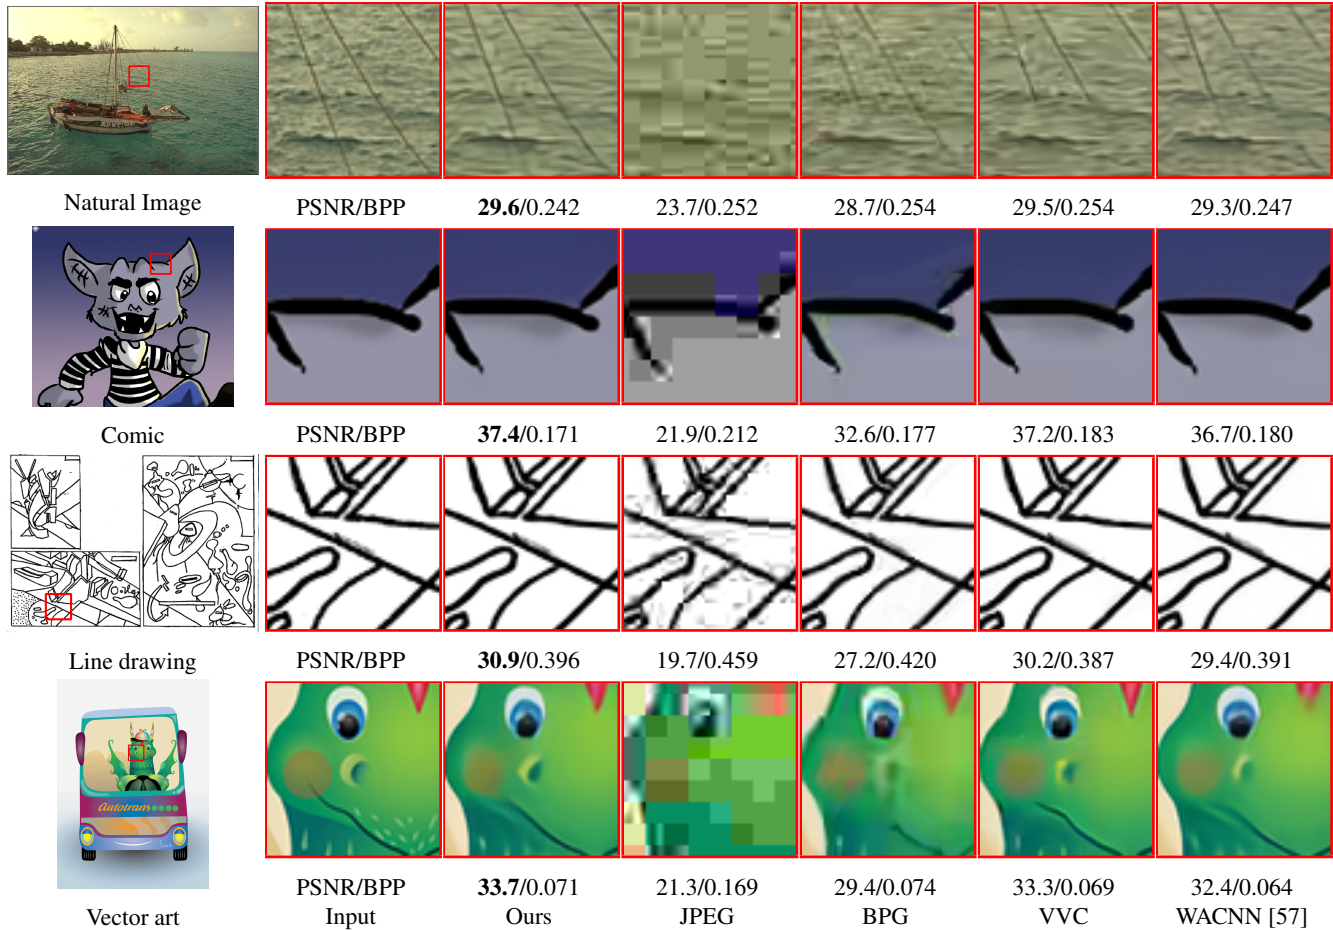 Natural Image
PSNR/BPP 29.6/0.242 23.7/0.252 28.7/0.254 29.5/0.254 29.3/0.247
Comic
PSNR/BPP 37.4/0.171 21.9/0.212 32.6/0.177 37.2/0.183 36.7/0.180
Line drawing
PSNR/BPP 30.9/0.396 19.7/0.459 27.2/0.420 30.2/0.387 29.4/0.391
Autotrans
Vector art
PSNR/BPP 33.7/0.071 21.3/0.169 29.4/0.074 33.3/0.069 32.4/0.064
Input Ours JPEG BPG VVC WACNN [57]